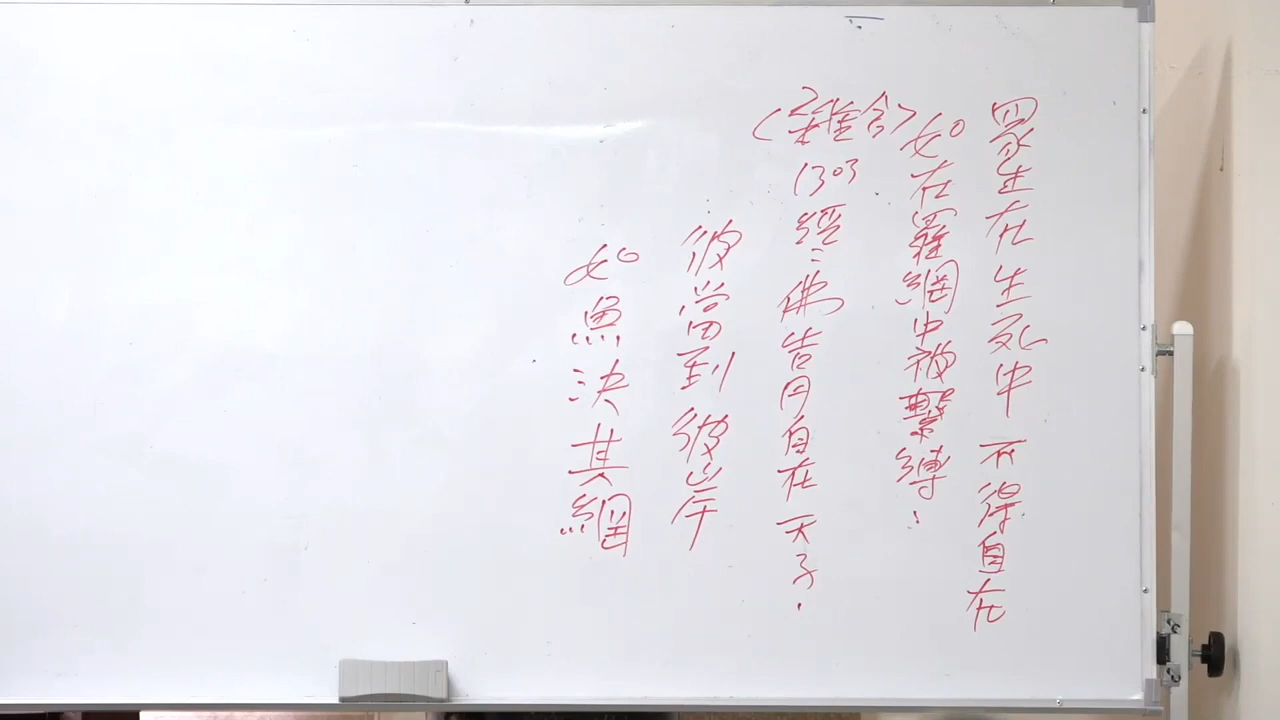 眾生在生死中不得自在
如在羅網中被繫縛：
(雜含)1303經：佛告月自在天子.
彼當到彼岸
如魚決其網